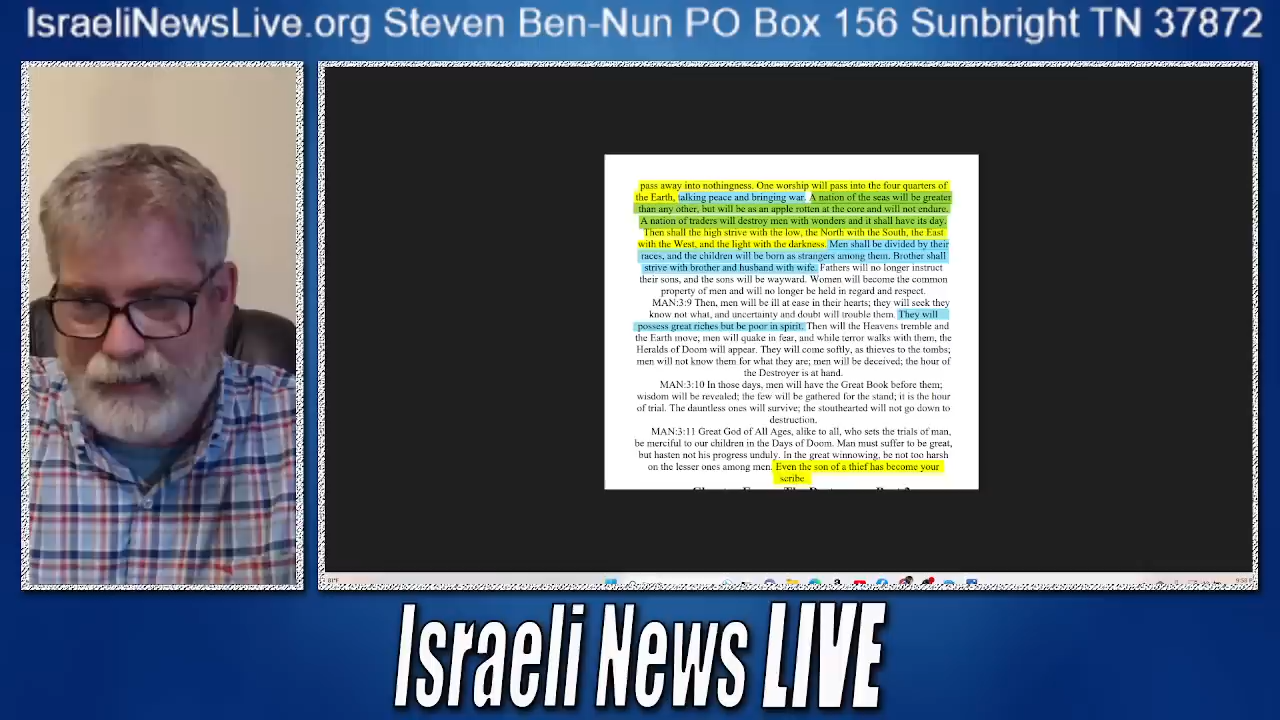 IsraeliNewsLive.org Steven Ben-Nun PO Box 156 Sunbright TN 37872
pass away into nothingness. One worship will pass into the four quarters of
the Earth, talking peace and bringing war. A nation of the seas will be greater
than any other, but will be as an apple rotten at the core and will not endure.
A nation of traders will destroy men with wonders and it shall have its day.
Then shall the high strive with the low, the North with the South, the East
with the West, and the light with the darkness. Men shall be divided by their
races, and the children will be born as strangers among them. Brother shall
strive with brother and husband with wife. Fathers will no longer instruct
their sons, and the sons will be wayward. Women will become the common
property of men and will no longer be held in regard and respect.
MAN:3:9 Then, men will be ill at ease in their hearts; they will seek they
know not what, and uncertainty and doubt will trouble them. They will
possess great riches but be poor in spirit. Then will the Heavens tremble and
the Earth move; men will quake in fear, and while terror walks with them, the
Heralds of Doom will appear. They will come softly, as thieves to the tombs;
men will not know them for what they are; men will be deceived; the hour of
the Destroyer is at hand.
MAN:3:10 In those days, men will have the Great Book before them;
wisdom will be revealed; the few will be gathered for the stand; it is the hour
of trial. The dauntless ones will survive; the stouthearted will not go down to
destruction.
MAN:3:11 Great God of All Ages, alike to all, who sets the trials of man,
be merciful to our children in the Days of Doom. Man must suffer to be great,
but hasten not his progress unduly. In the great winnowing, be not too harsh
on the lesser ones among men. Even the son of a thief has become your
scribe
Israeli News LIVE